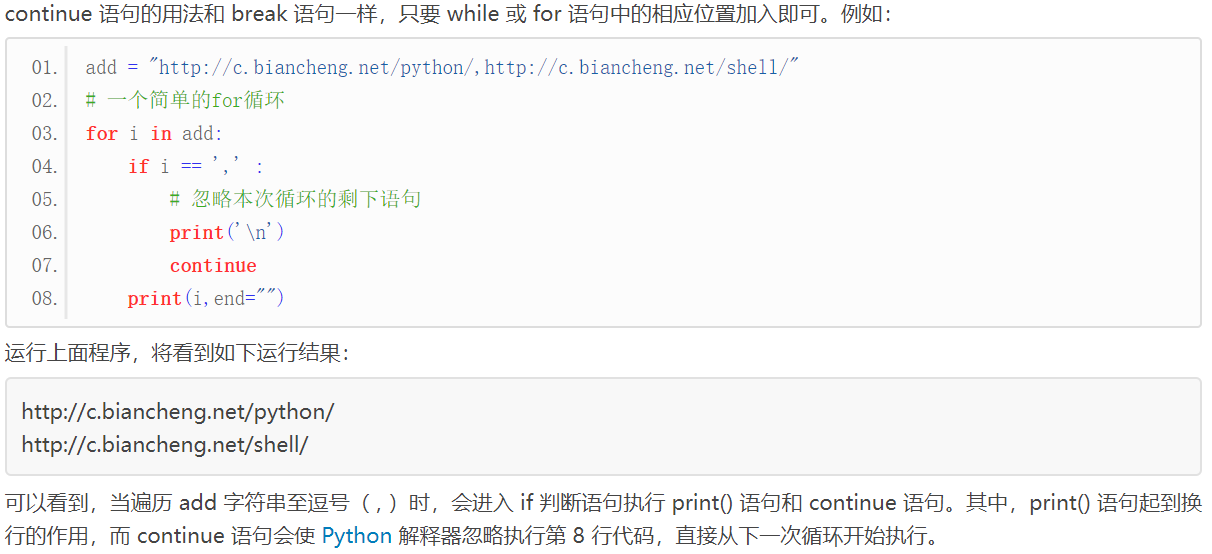 continue 语句的用法和 break 语句一样，只要 while 或 for 语句中的相应位置加入即可。例如：
01. add = "http://c.biancheng.net/python/,http://c.biancheng.net/shell/"
02. # 一个简单的for循环
03. for i in add:
04.     if i == ',' :
05.         # 忽略本次循环的剩下语句
06.         print('\n')
07.         continue
08.     print(i,end="")
运行上面程序，将看到如下运行结果：
http://c.biancheng.net/python/
http://c.biancheng.net/shell/
可以看到，当遍历 add 字符串至逗号（ , ）时，会进入 if 判断语句执行 print() 语句和 continue 语句。其中，print() 语句起到换
行的作用，而 continue 语句会使 Python 解释器忽略执行第 8 行代码，直接从下一次循环开始执行。